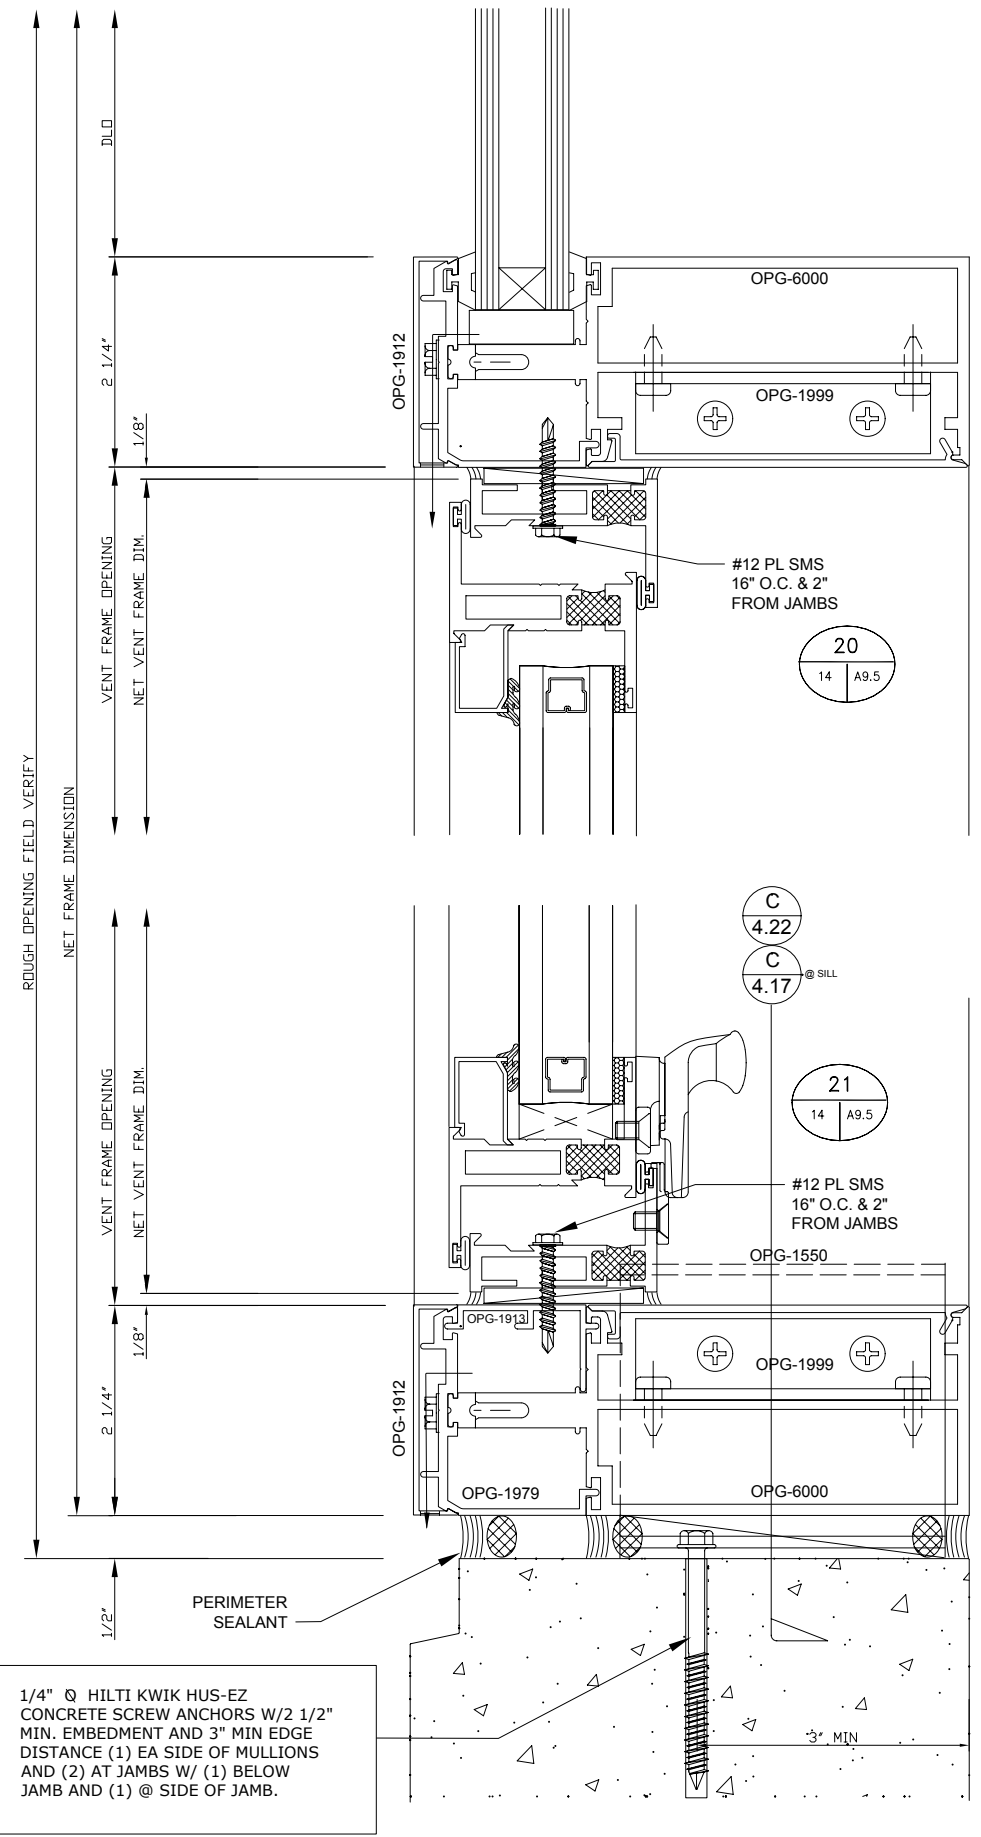 DLO
OPG-6000
2 1/4"
OPG-1912
OPG-1999
1/8"
VENT FRAME OPENING
NET VENT FRAME DIM.
#12 PL SMS
16" O.C. & 2"
FROM JAMBS
20
14 A9.5
ROUGH OPENING FIELD VERIFY
NET FRAME DIMENSION
C
4.22
C
4.17
@ SILL
21
14 A9.5
VENT FRAME OPENING
NET VENT FRAME DIM.
#12 PL SMS
16" O.C. & 2"
FROM JAMBS
OPG-1550
OPG-1913
1/8"
OPG-1999
2 1/4"
OPG-1912
OPG-1979
OPG-6000
PERIMETER
SEALANT
1/2"
1/4" Ø HILTI KWIK HUS-EZ
CONCRETE SCREW ANCHORS W/2 1/2"
MIN. EMBEDMENT AND 3" MIN EDGE
DISTANCE (1) EA SIDE OF MULLIONS
AND (2) AT JAMBS W/ (1) BELOW
JAMB AND (1) @ SIDE OF JAMB.
3" MIN